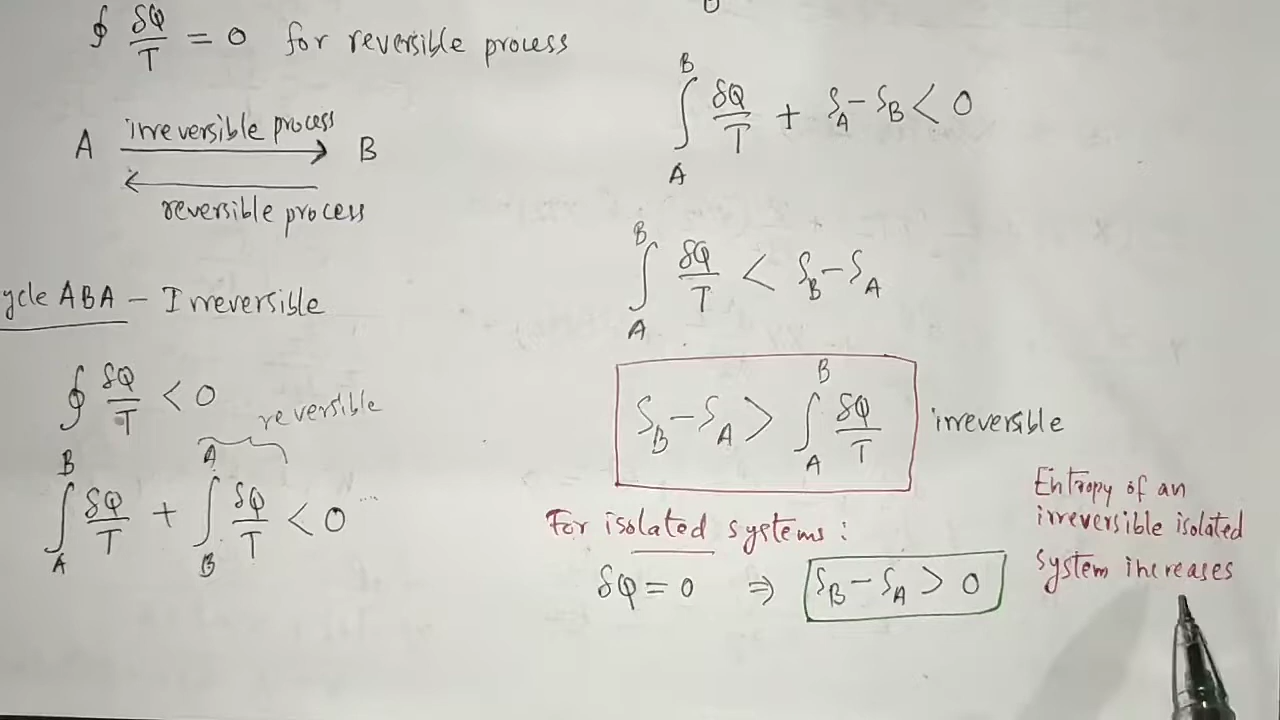 ∮ δQ/T = 0 for reversible process
A irreversible process B
reversible process
ycle ABA – Irreversible
∮ δQ/T < 0
reversible
∫_A^B δQ/T + ∫_B^A δQ/T < 0 ....
∫_A^B δQ/T + S_A – S_B < 0
∫_A^B δQ/T < S_B – S_A
S_B – S_A > ∫_A^B δQ/T irreversible
For isolated systems :
δQ = 0 ⇒ S_B – S_A > 0
Entropy of an
irreversible isolated
system increases